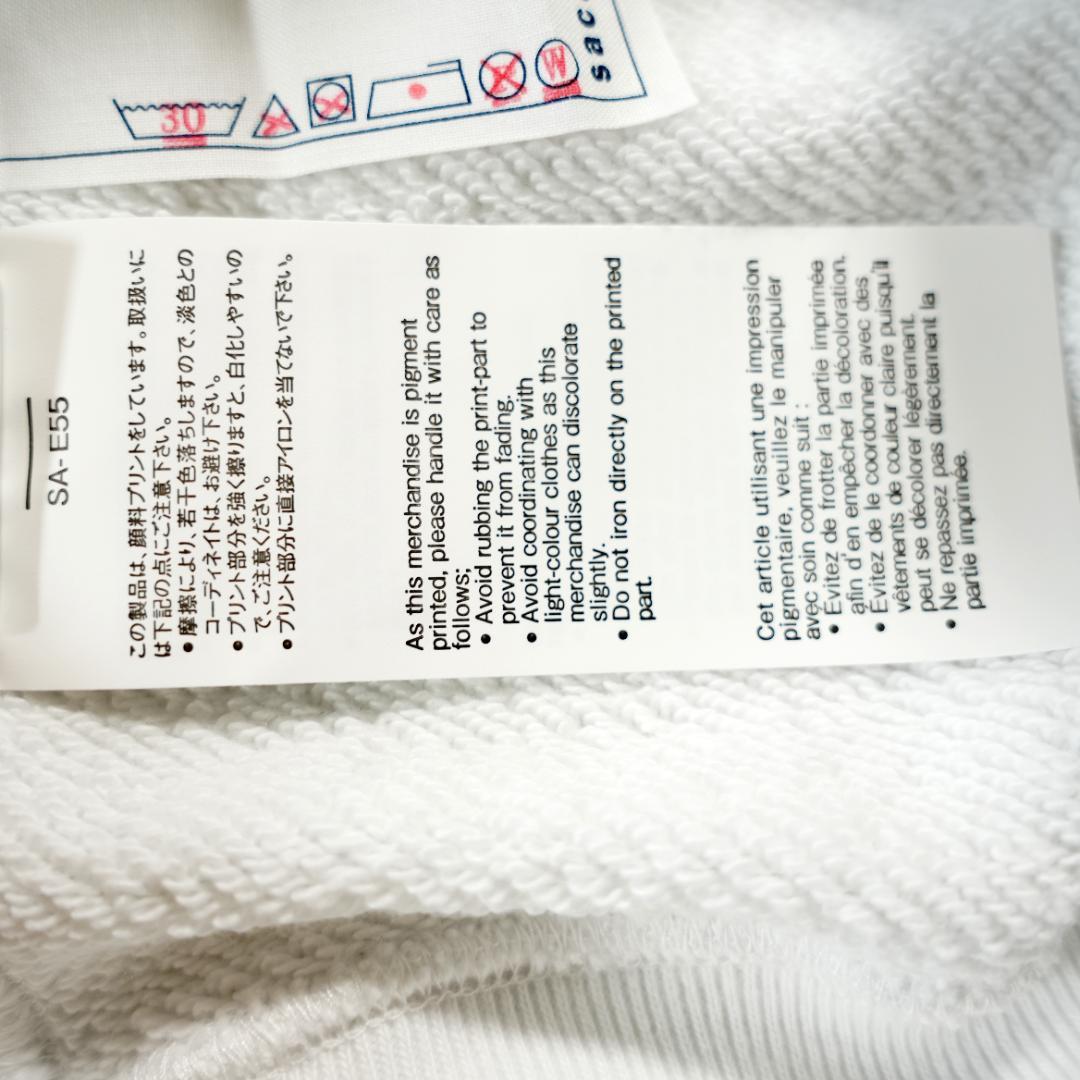 30
W
sac
SA-E55
この製品は、顔料プリントをしています。取扱いに
は下記の点にご注意下さい。
●摩擦により、若干色落ちしますので、淡色との
コーディネイトは、お避け下さい。
●プリント部分を強く擦りますと、白化しやすいの
で、ご注意ください。
●プリント部分に直接アイロンを当てないで下さい。
As this merchandise is pigment
printed, please handle it with care as
follows;
● Avoid rubbing the print-part to
prevent it from fading.
● Avoid coordinating with
light-colour clothes as this
merchandise can discolorate
slightly.
● Do not iron directly on the printed
part.
Cet article utilisant une impression
pigmentaire, veuillez le manipuler
avec soin comme suit :
● Évitez de frotter la partie imprimée
afin d'en empêcher la décoloration.
● Évitez de le coordonner avec des
vêtements de couleur claire puisqu'il
peut se décolorer légèrement.
● Ne repassez pas directement la
partie imprimée.